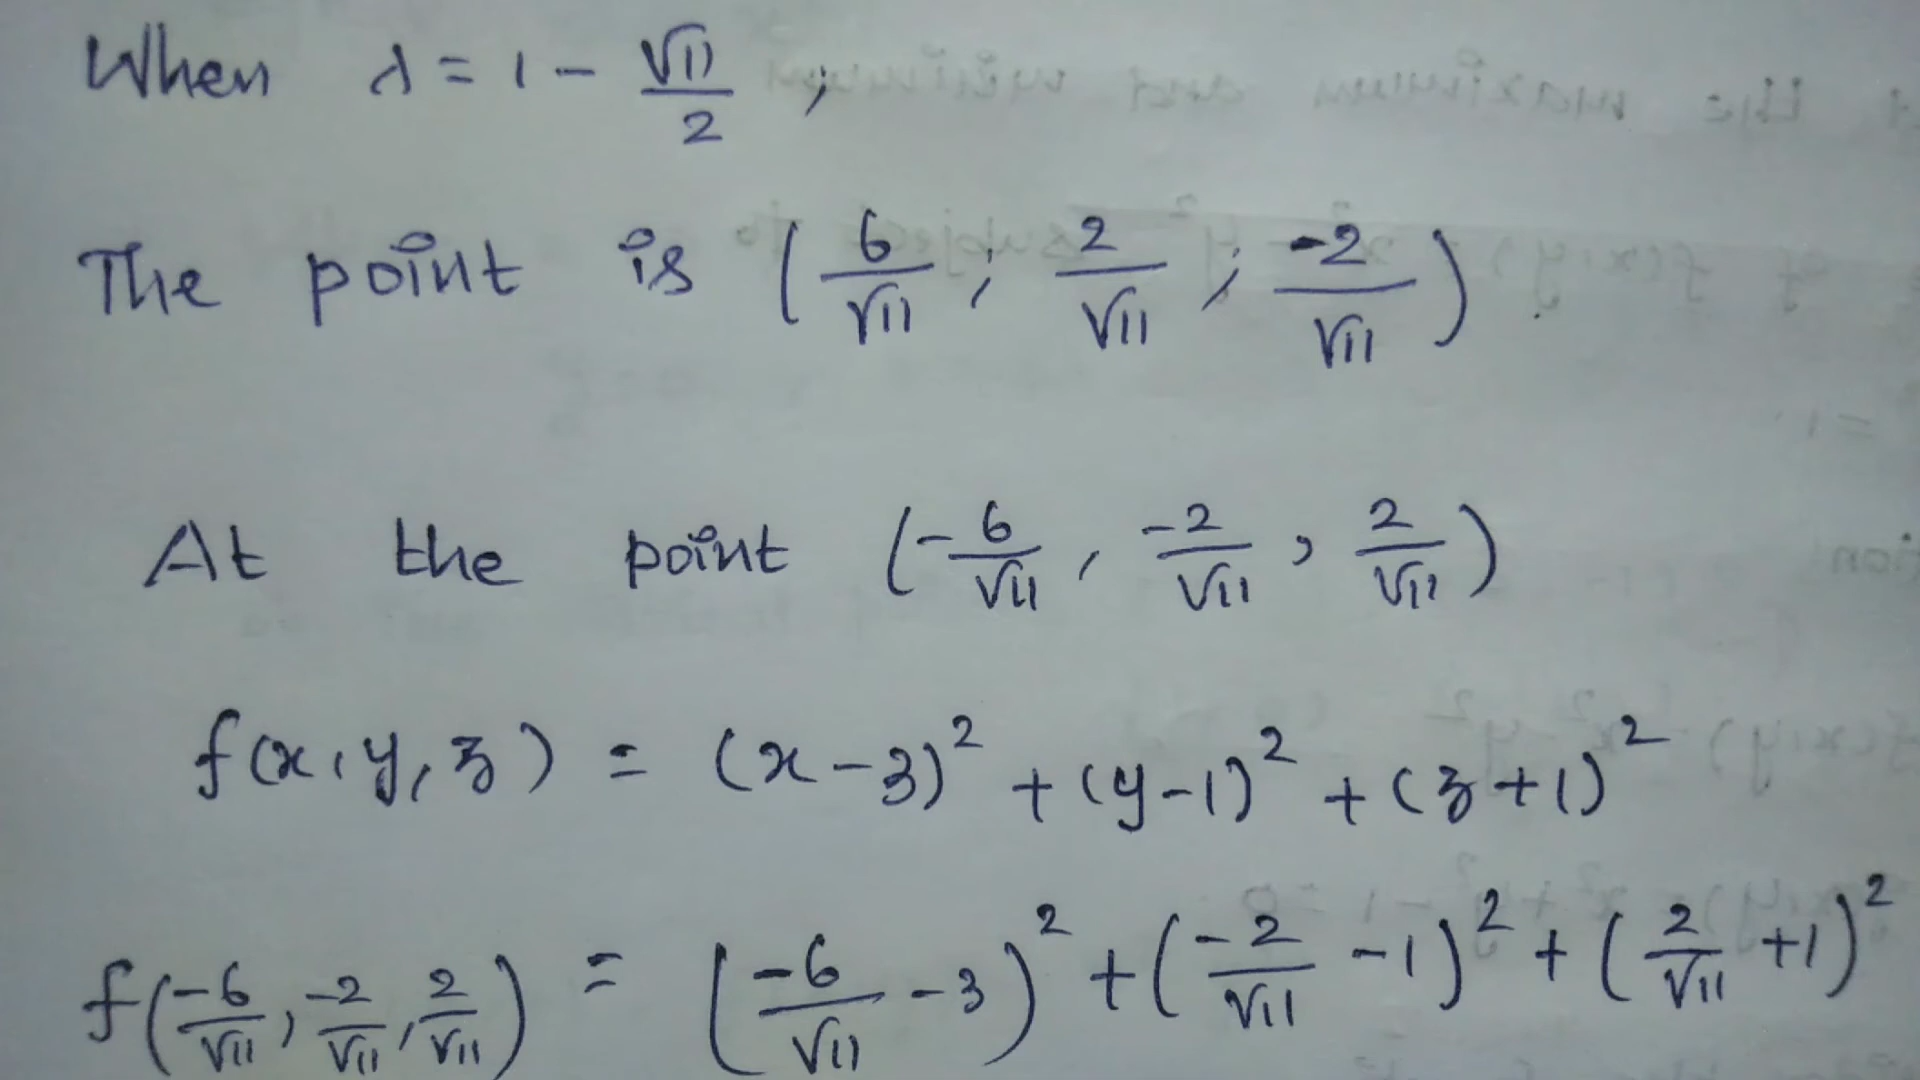 When λ = 1 - √11/2 ;
The point is ( 6/√11 , 2/√11 , -2/√11 ) .
At the point ( -6/√11 , -2/√11 , 2/√11 )
f(x, y, z) = (x-3)² + (y-1)² + (z+1)²
f( -6/√11 , -2/√11 , 2/√11 ) = ( -6/√11 - 3 )² + ( -2/√11 - 1 )² + ( 2/√11 + 1 )²